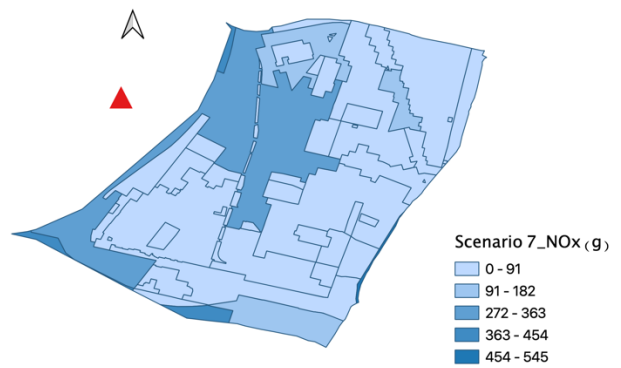 Scenario 7_NOx (g)
0 - 91
91 - 182
272 - 363
363 - 454
454 - 545